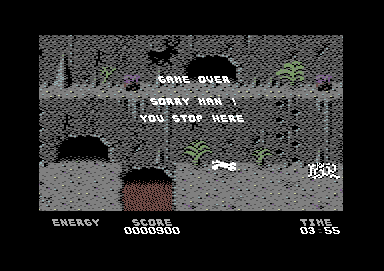 GAME OVER
SORRY MAN !
YOU STOP HERE
ENERGY SCORE TIME
0000900 03:55